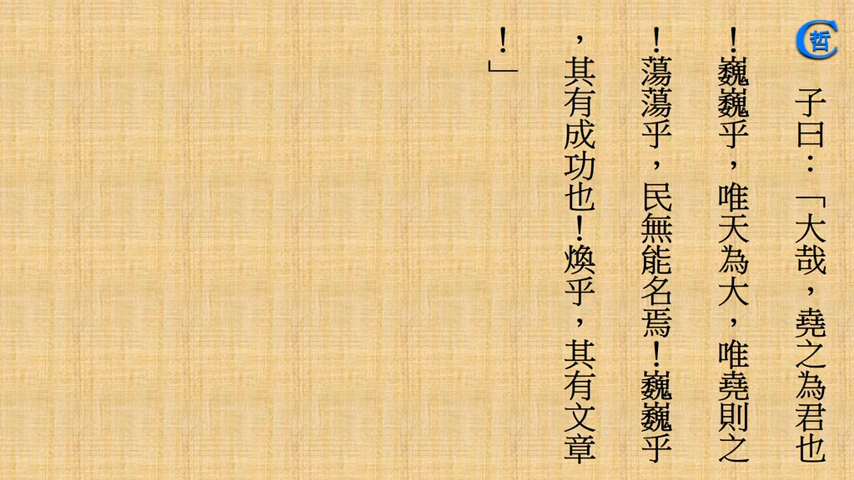 哲
子曰：「大哉，堯之為君也
！巍巍乎，唯天為大，唯堯則之
！蕩蕩乎，民無能名焉！巍巍乎
，其有成功也！煥乎，其有文章
！」